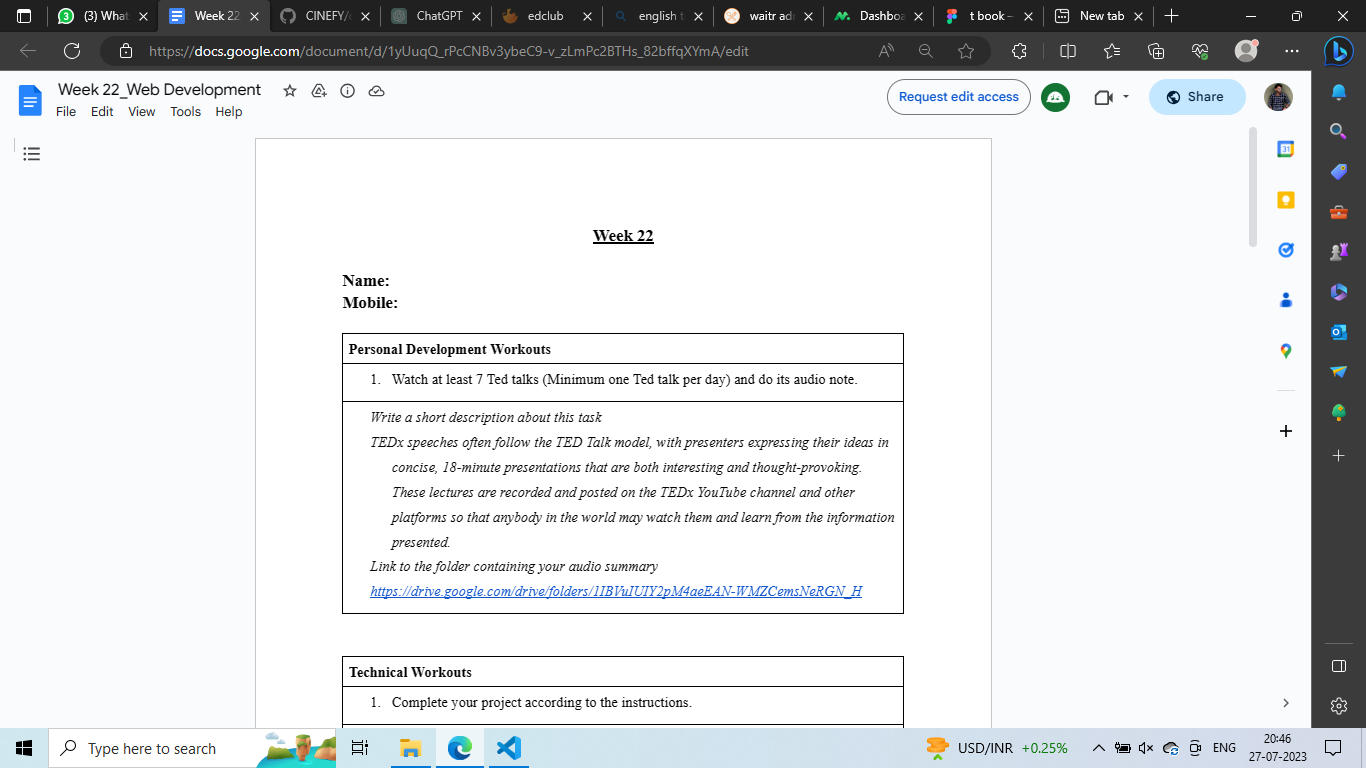 (3) What
Week 22
CINEFY/
ChatGPT
edclub
english t
waitr adr
Dashbo
t book –
New tab
https://docs.google.com/document/d/1yUuqQ_rPcCNBv3ybeC9-v_zLmPc2BTHs_82bffqXYmA/edit
Week 22_Web Development
File Edit View Tools Help
Request edit access
Share
Week 22
Name:
Mobile:
Personal Development Workouts
1. Watch at least 7 Ted talks (Minimum one Ted talk per day) and do its audio note.
Write a short description about this task
TEDx speeches often follow the TED Talk model, with presenters expressing their ideas in
concise, 18-minute presentations that are both interesting and thought-provoking.
These lectures are recorded and posted on the TEDx YouTube channel and other
platforms so that anybody in the world may watch them and learn from the information
presented.
Link to the folder containing your audio summary
https://drive.google.com/drive/folders/1IBVuIUIY2pM4aeEAN-WMZCemsNeRGN_H
Technical Workouts
1. Complete your project according to the instructions.
Type here to search
USD/INR +0.25%
ENG
20:46
27-07-2023